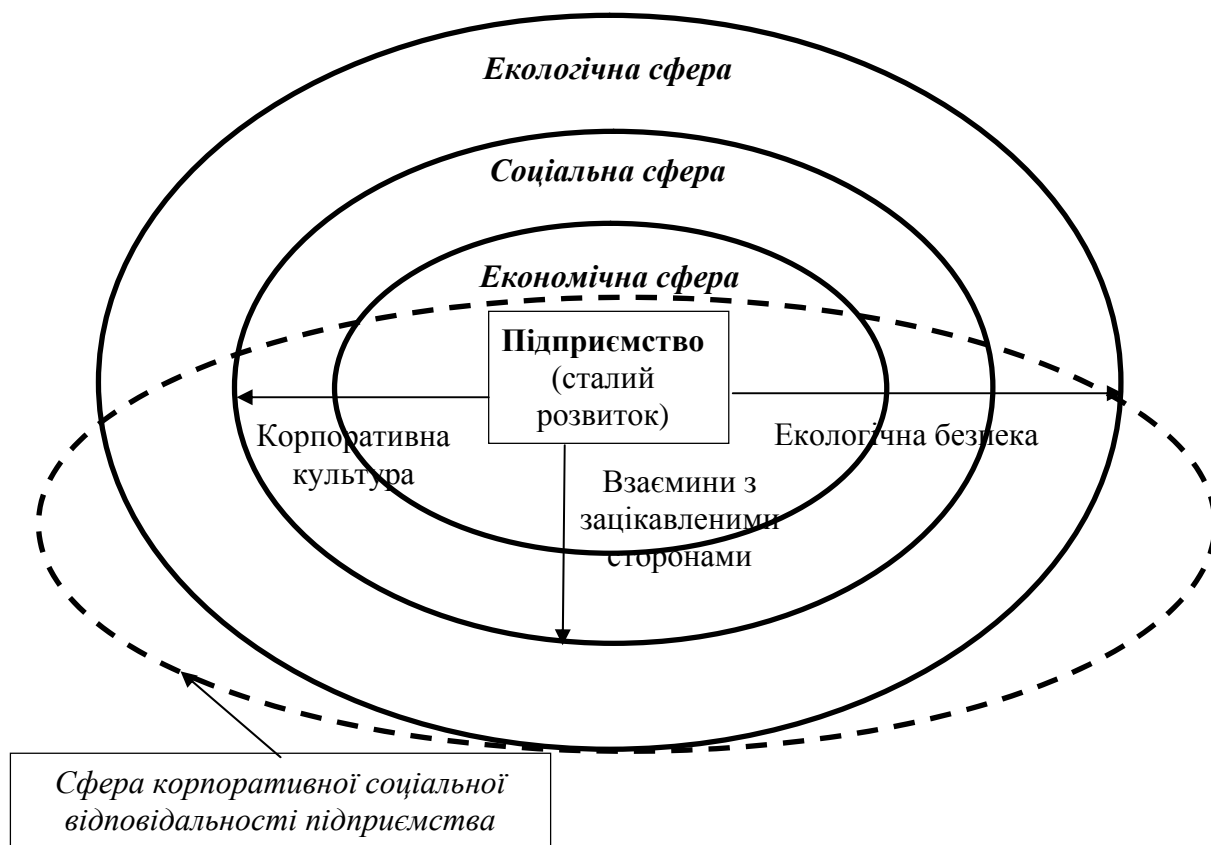 Екологічна сфера
Соціальна сфера
Економічна сфера
Підприємство
(сталий
розвиток)
Корпоративна
культура
Екологічна безпека
Взаємини з
зацікавленими
сторонами
Сфера корпоративної соціальної
відповідальності підприємства